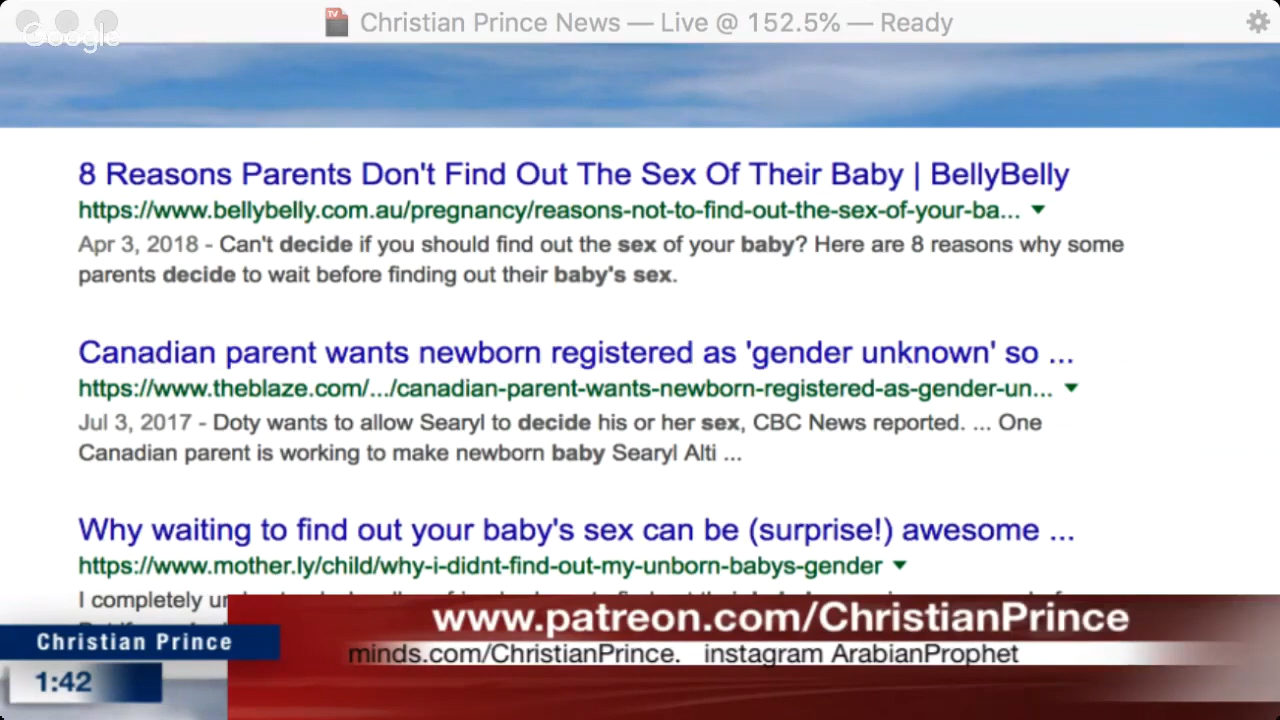 Christian Prince News — Live @ 152.5% — Ready
Google
8 Reasons Parents Don't Find Out The Sex Of Their Baby | BellyBelly
https://www.bellybelly.com.au/pregnancy/reasons-not-to-find-out-the-sex-of-your-ba...
Apr 3, 2018 - Can't decide if you should find out the sex of your baby? Here are 8 reasons why some
parents decide to wait before finding out their baby's sex.
Canadian parent wants newborn registered as 'gender unknown' so ...
https://www.theblaze.com/.../canadian-parent-wants-newborn-registered-as-gender-un...
Jul 3, 2017 - Doty wants to allow Searyl to decide his or her sex, CBC News reported. ... One
Canadian parent is working to make newborn baby Searyl Alti ...
Why waiting to find out your baby's sex can be (surprise!) awesome ...
https://www.mother.ly/child/why-i-didnt-find-out-my-unborn-babys-gender
I completely
www.patreon.com/ChristianPrince
Christian Prince
minds.com/ChristianPrince. instagram ArabianProphet
1:42